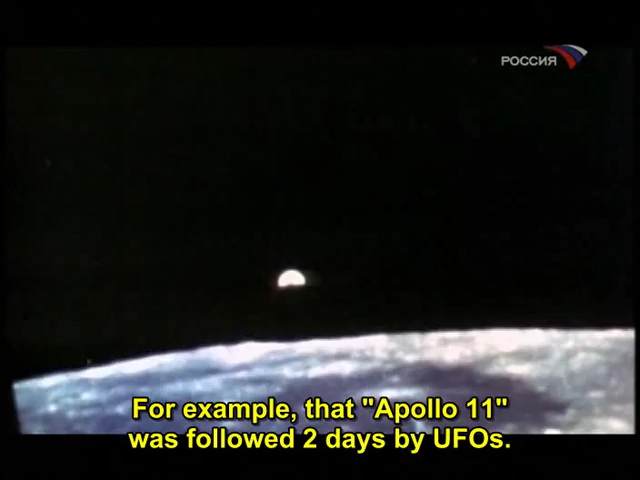 РОССИЯ
For example, that "Apollo 11"
was followed 2 days by UFOs.